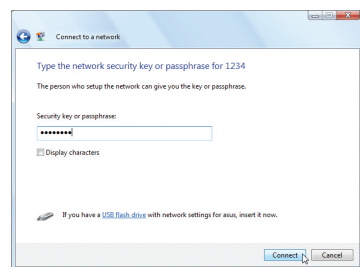 Connect to a network
Type the network security key or passphrase for 1234
The person who setup the network can give you the key or passphrase.
Security key or passphrase:
●●●●●●●●
Display characters
If you have a USB flash drive with network settings for asus, insert it now.
Connect Cancel